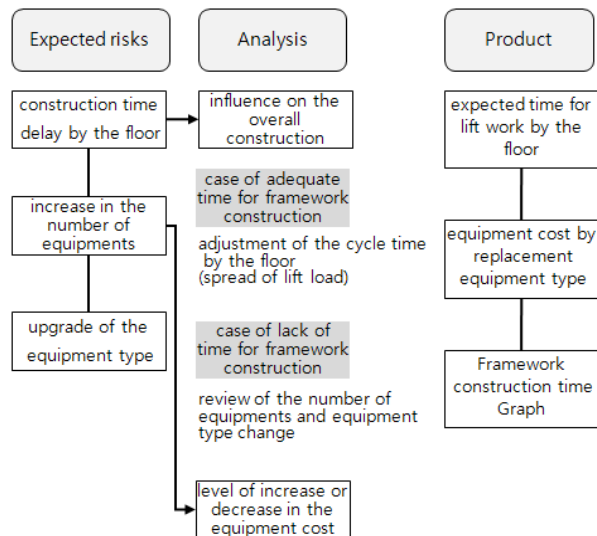 Expected risks
Analysis
Product
construction time
delay by the floor
influence on the
overall
construction
expected time for
lift work by the
floor
case of adequate
time for framework
construction
increase in the
number of
equipments
adjustment of the cycle time
by the floor
(spread of lift load)
equipment cost by
replacement
equipment type
upgrade of the
equipment type
case of lack of
time for framework
construction
Framework
construction time
Graph
review of the number of
equipments and equipment
type change
level of increase or
decrease in the
equipment cost